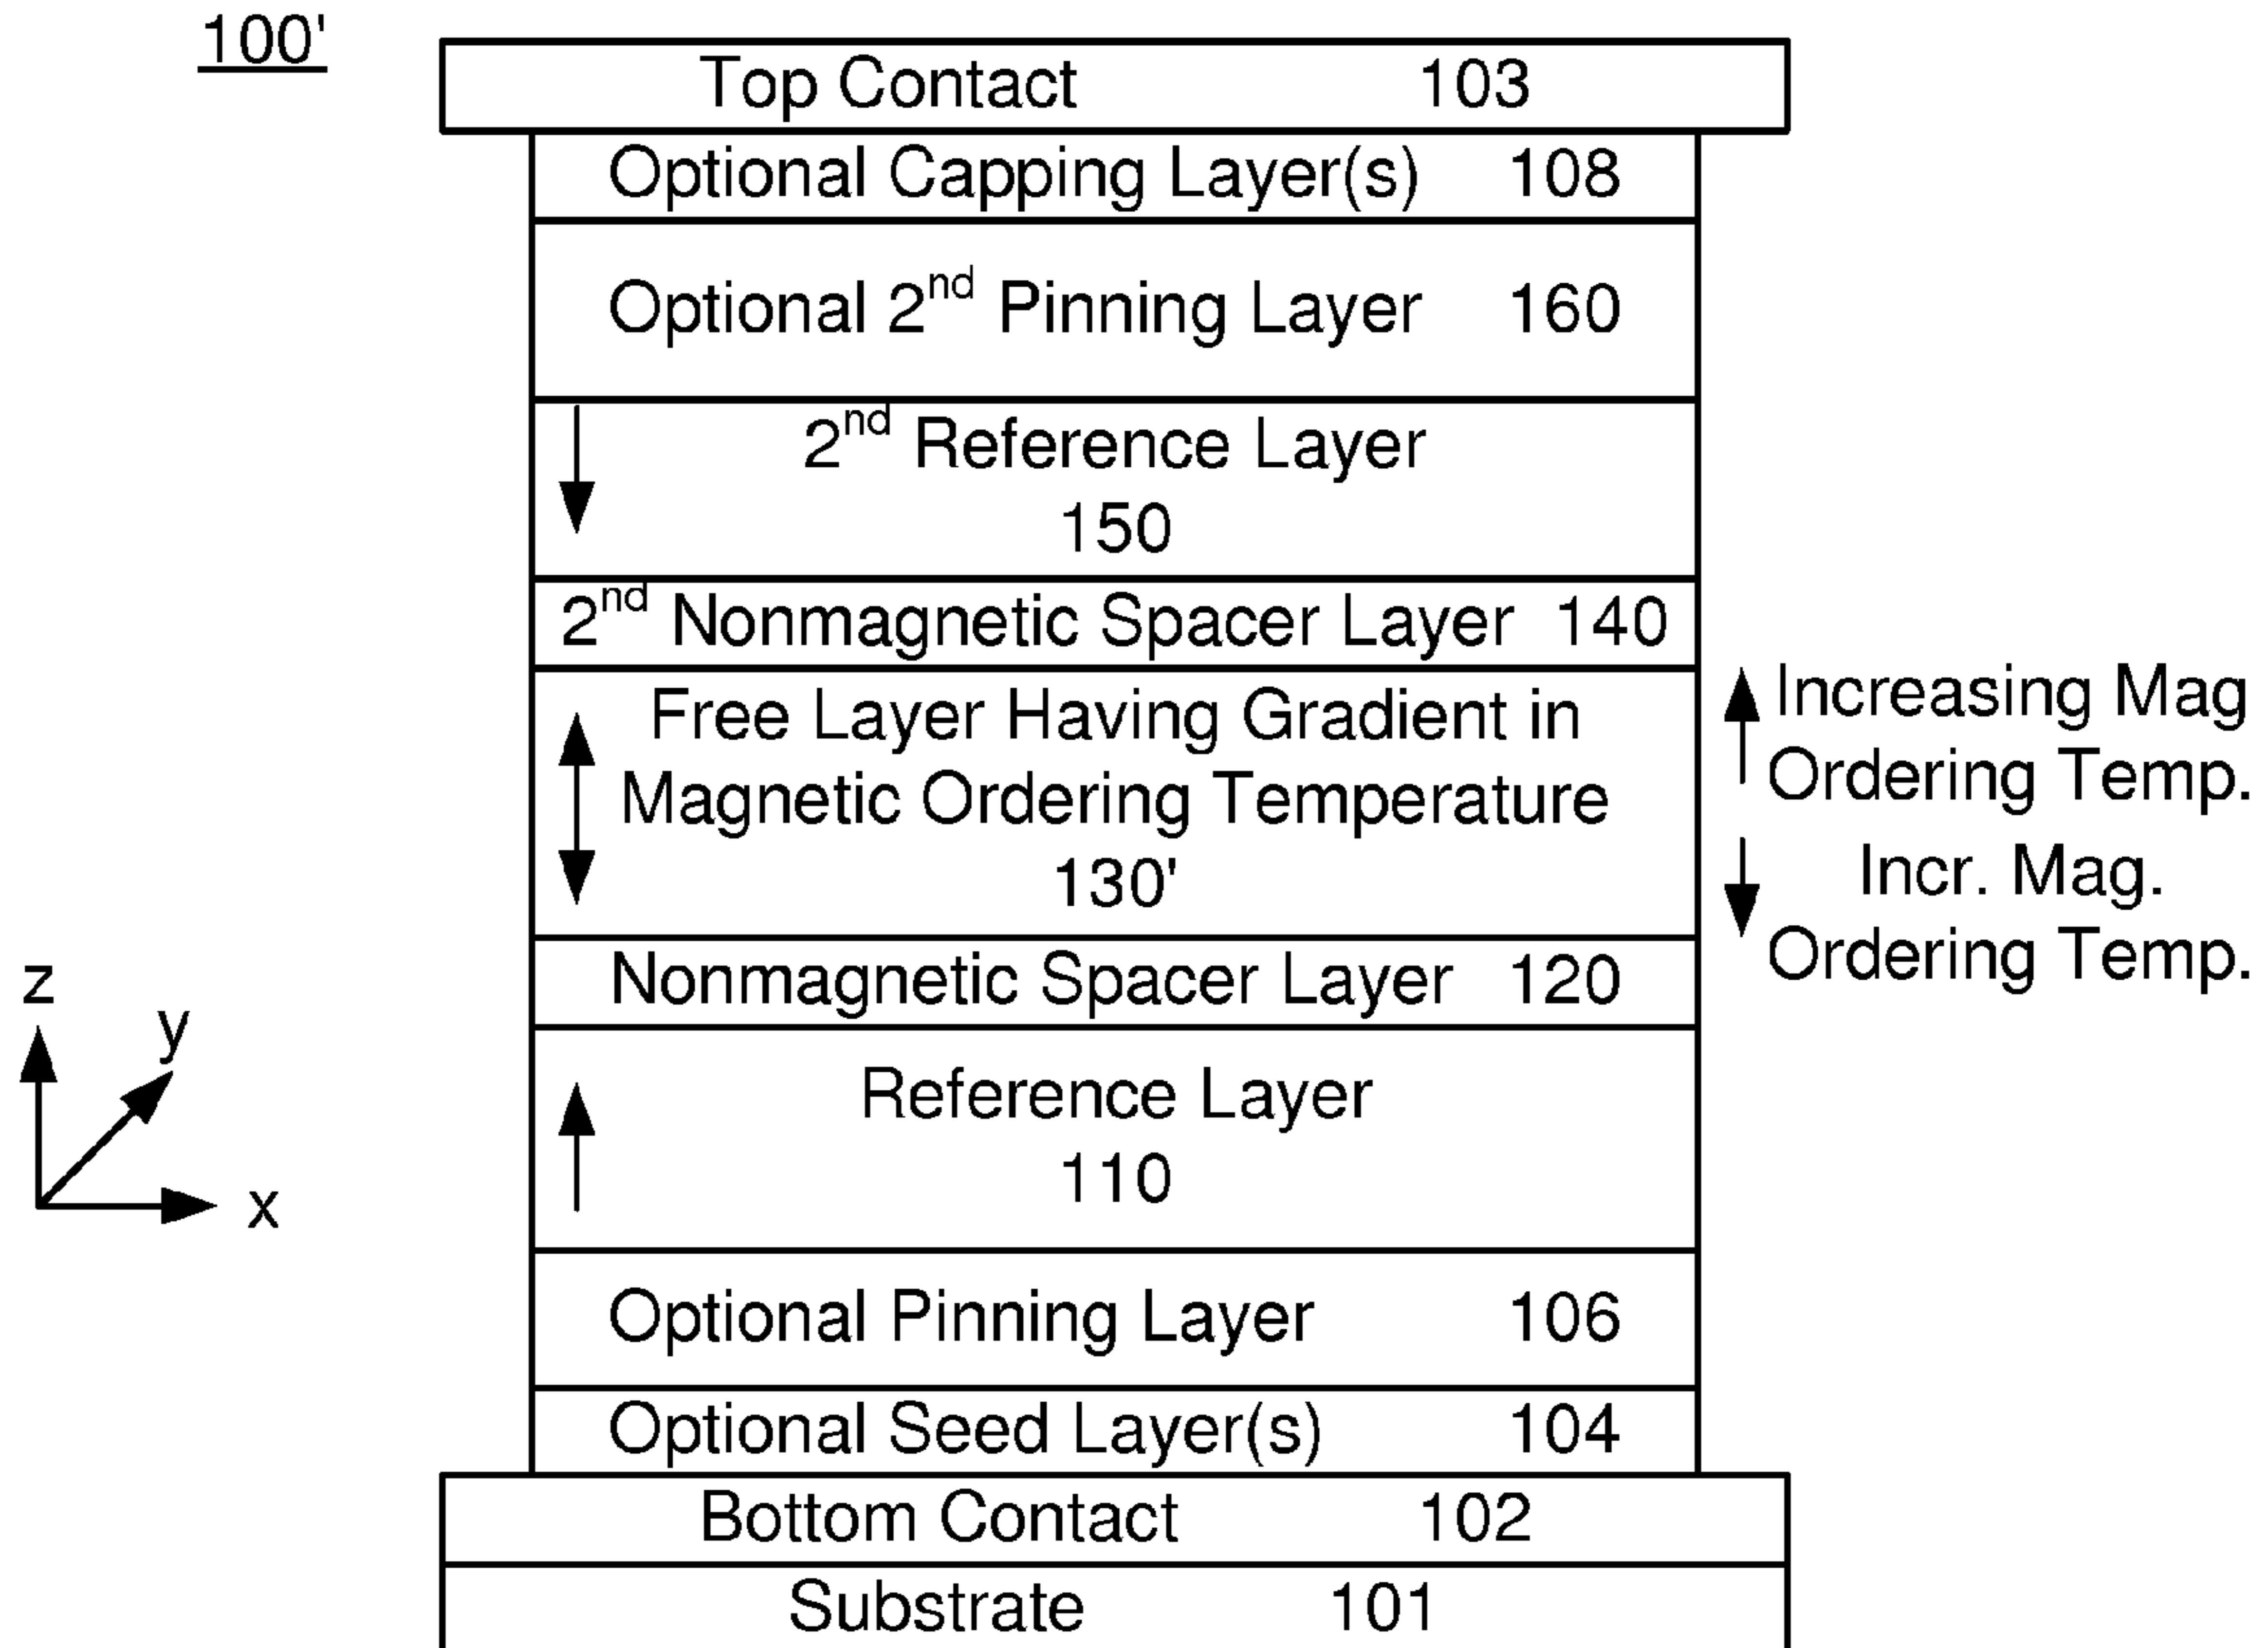 100'
Top Contact 103
Optional Capping Layer(s) 108
Optional 2nd Pinning Layer 160
2nd Reference Layer
150
2nd Nonmagnetic Spacer Layer 140
Free Layer Having Gradient in
Magnetic Ordering Temperature
130'
Increasing Mag
Ordering Temp.
Incr. Mag.
Ordering Temp.
Nonmagnetic Spacer Layer 120
Reference Layer
110
Optional Pinning Layer 106
Optional Seed Layer(s) 104
Bottom Contact 102
Substrate 101
z
y
x